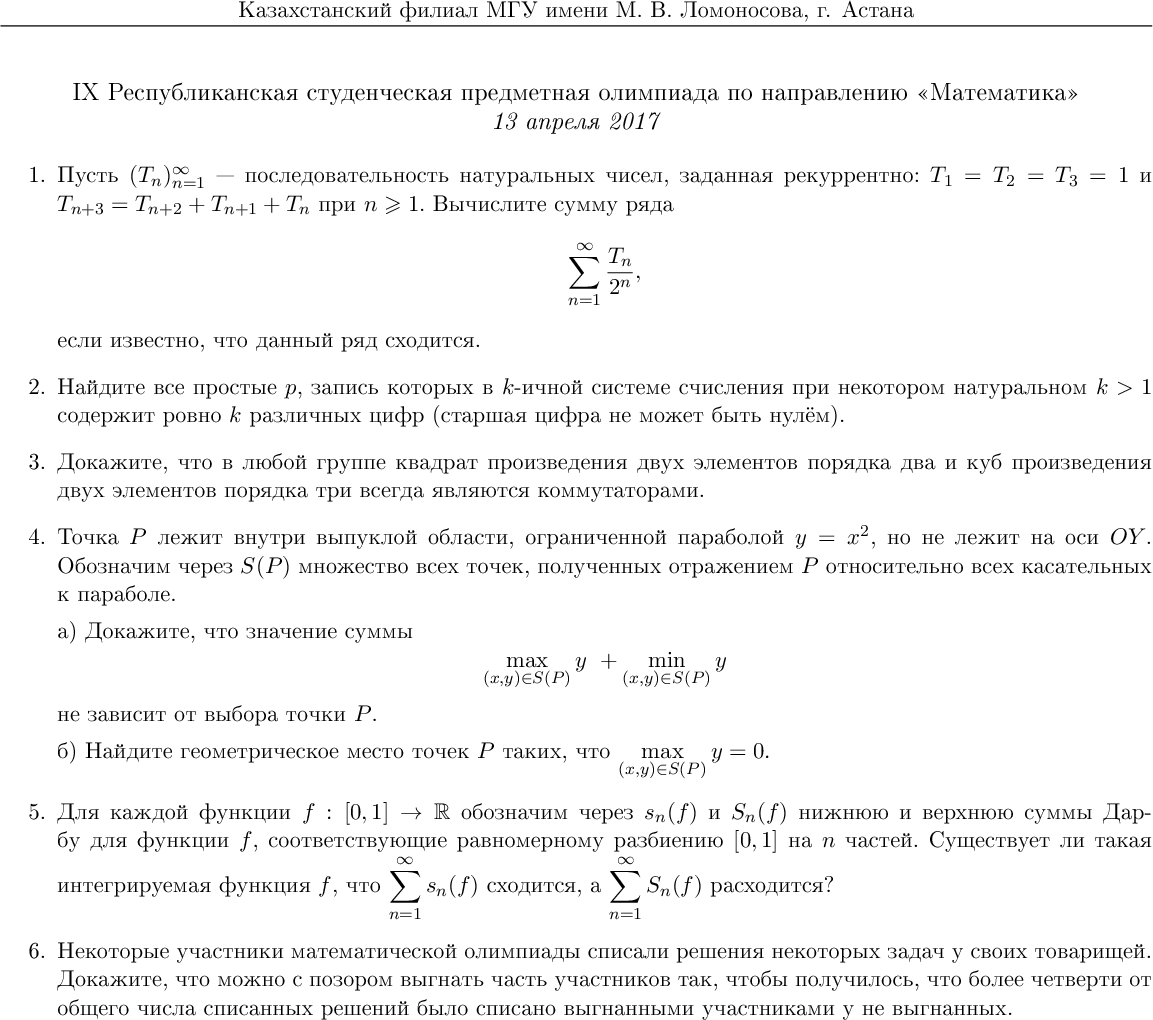 Казахстанский филиал МГУ имени М. В. Ломоносова, г. Астана
IX Республиканская студенческая предметная олимпиада по направлению «Математика»
13 апреля 2017
1. Пусть $(T_n)_{n=1}^{\infty}$ — последовательность натуральных чисел, заданная рекуррентно: $T_1 = T_2 = T_3 = 1$ и
$T_{n+3} = T_{n+2} + T_{n+1} + T_n$ при $n \geqslant 1$. Вычислите сумму ряда
$$\sum_{n=1}^{\infty} \frac{T_n}{2^n},$$
если известно, что данный ряд сходится.
2. Найдите все простые $p$, запись которых в $k$-ичной системе счисления при некотором натуральном $k > 1$
содержит ровно $k$ различных цифр (старшая цифра не может быть нулём).
3. Докажите, что в любой группе квадрат произведения двух элементов порядка два и куб произведения
двух элементов порядка три всегда являются коммутаторами.
4. Точка $P$ лежит внутри выпуклой области, ограниченной параболой $y = x^2$, но не лежит на оси $OY$.
Обозначим через $S(P)$ множество всех точек, полученных отражением $P$ относительно всех касательных
к параболе.
а) Докажите, что значение суммы
$$\max_{(x,y)\in S(P)} y + \min_{(x,y)\in S(P)} y$$
не зависит от выбора точки $P$.
б) Найдите геометрическое место точек $P$ таких, что $\max_{(x,y)\in S(P)} y = 0$.
5. Для каждой функции $f : [0, 1] \to \mathbb{R}$ обозначим через $s_n(f)$ и $S_n(f)$ нижнюю и верхнюю суммы Дар-
бу для функции $f$, соответствующие равномерному разбиению $[0, 1]$ на $n$ частей. Существует ли такая
интегрируемая функция $f$, что $\sum_{n=1}^{\infty} s_n(f)$ сходится, а $\sum_{n=1}^{\infty} S_n(f)$ расходится?
6. Некоторые участники математической олимпиады списали решения некоторых задач у своих товарищей.
Докажите, что можно с позором выгнать часть участников так, чтобы получилось, что более четверти от
общего числа списанных решений было списано выгнанными участниками у не выгнанных.